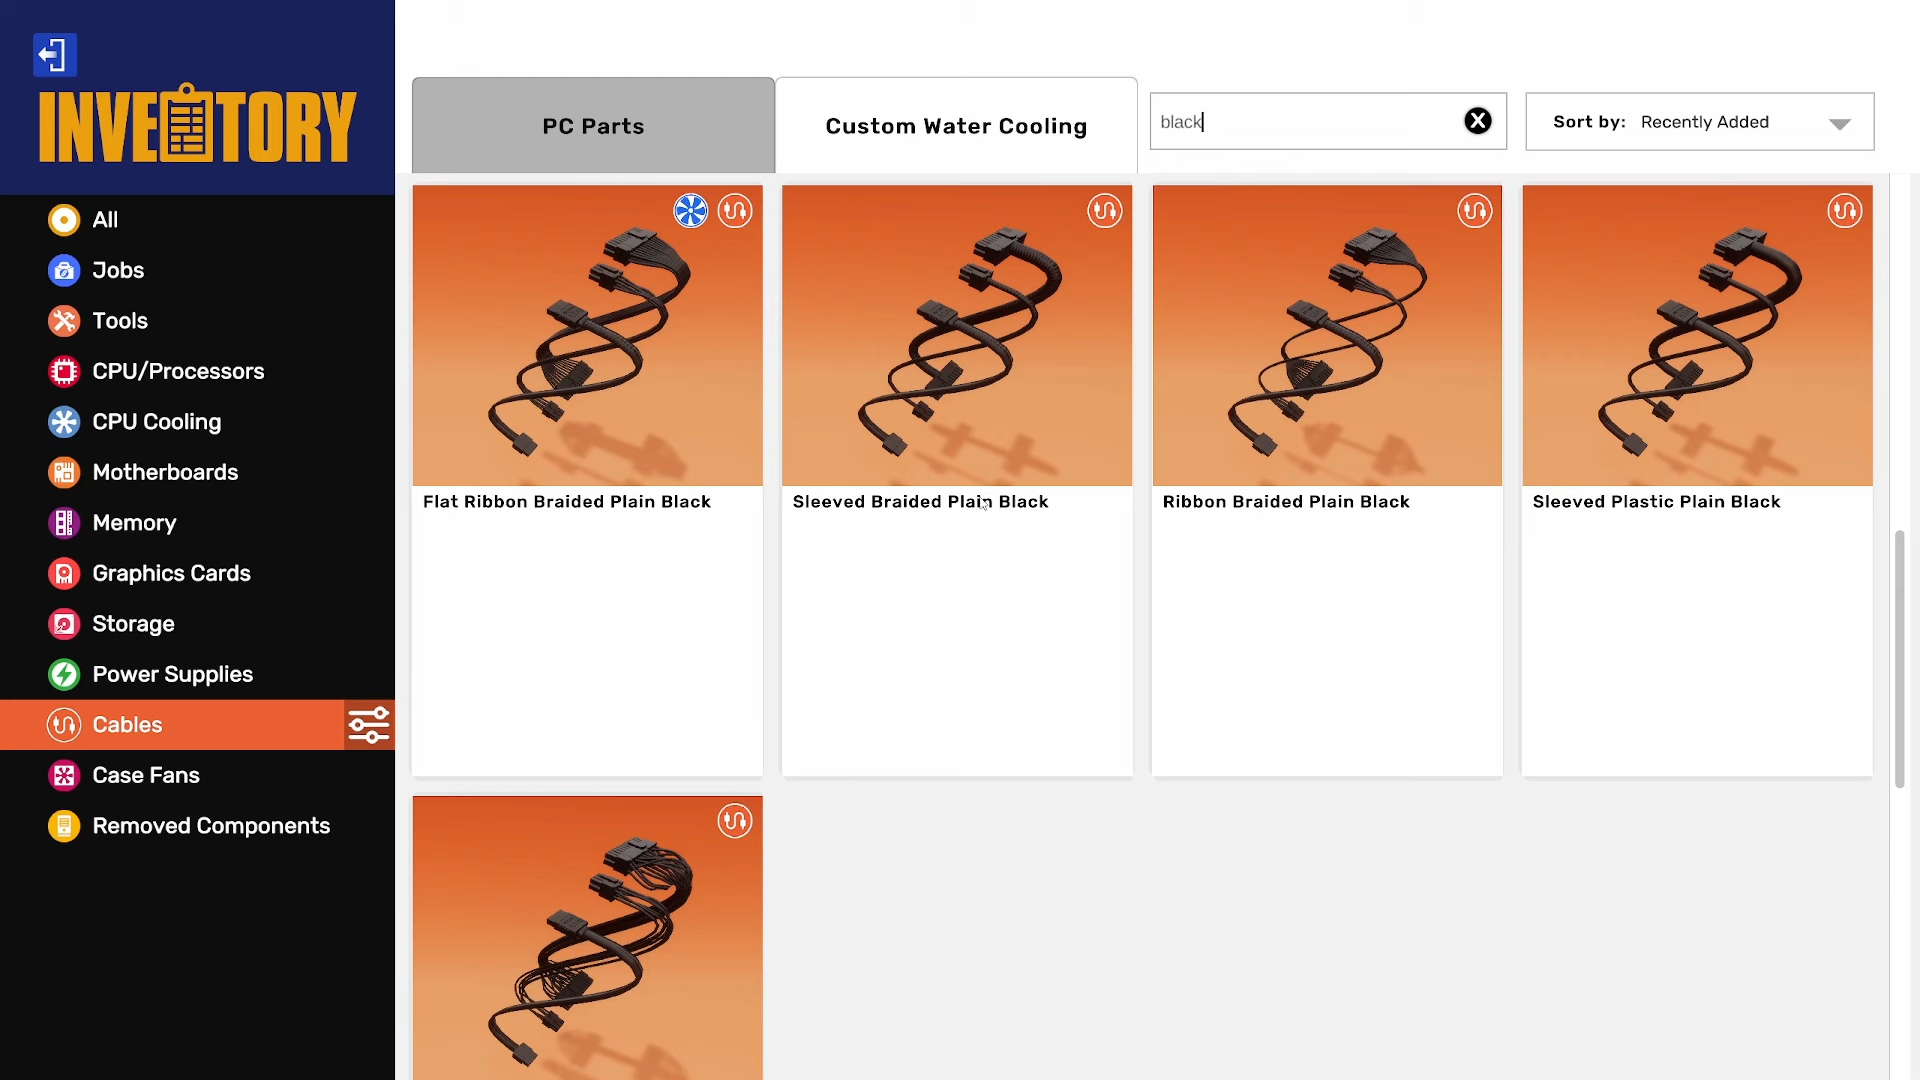 INVENTORY
PC Parts
Custom Water Cooling
black
Sort by: Recently Added
All
Jobs
Tools
CPU/Processors
CPU Cooling
Motherboards
Memory
Graphics Cards
Storage
Power Supplies
Cables
Case Fans
Removed Components
Flat Ribbon Braided Plain Black
Sleeved Braided Plain Black
Ribbon Braided Plain Black
Sleeved Plastic Plain Black